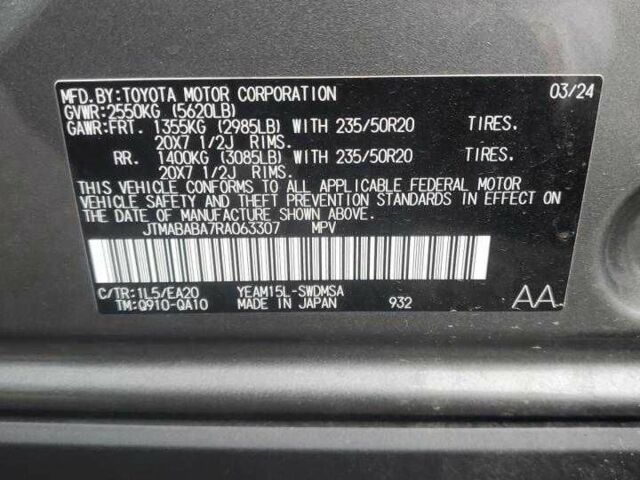 MFD.BY:TOYOTA MOTOR CORPORATION 03/24
GVWR:2550KG (5620LB)
GAWR:FRT. 1355KG (2985LB) WITH 235/50R20 TIRES.
20X7 1/2J RIMS.
RR. 1400KG (3085LB) WITH 235/50R20 TIRES.
20X7 1/2J RIMS.
THIS VEHICLE CONFORMS TO ALL APPLICABLE FEDERAL MOTOR
VEHICLE SAFETY AND THEFT PREVENTION STANDARDS IN EFFECT ON
THE DATE OF MANUFACTURE SHOWN ABOVE.
JTMABABA7RA063307 MPV
C/TR:1L5/EA20 YEAM15L-SWDMSA
TM:Q910-QA10 MADE IN JAPAN 932 AA